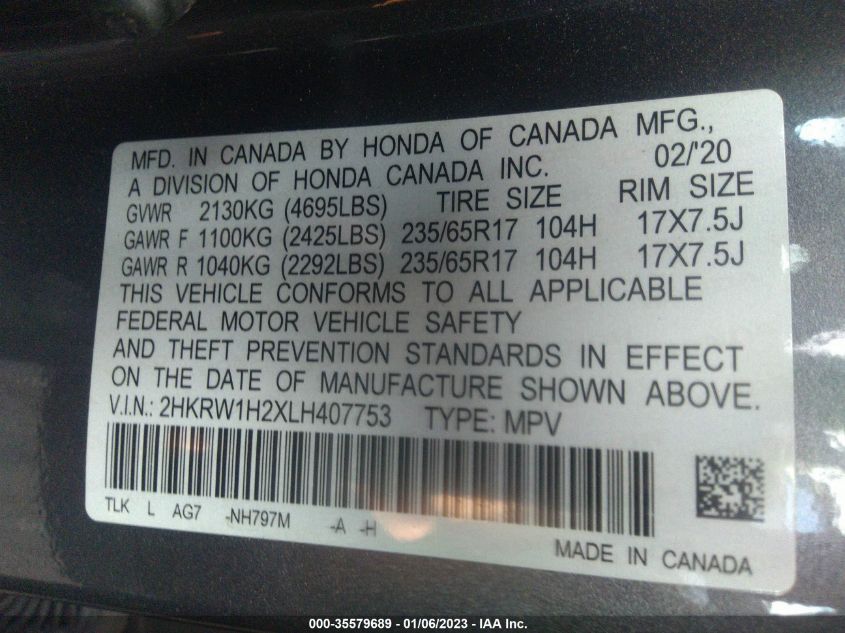 MFD. IN CANADA BY HONDA OF CANADA MFG.,
A DIVISION OF HONDA CANADA INC. 02/'20
GVWR 2130KG (4695LBS) TIRE SIZE RIM SIZE
GAWR F 1100KG (2425LBS) 235/65R17 104H 17X7.5J
GAWR R 1040KG (2292LBS) 235/65R17 104H 17X7.5J
THIS VEHICLE CONFORMS TO ALL APPLICABLE
FEDERAL MOTOR VEHICLE SAFETY
AND THEFT PREVENTION STANDARDS IN EFFECT
ON THE DATE OF MANUFACTURE SHOWN ABOVE.
V.I.N.: 2HKRW1H2XLH407753 TYPE: MPV
TLK L AG7 -NH797M -A -H
MADE IN CANADA
000-35579689 - 01/06/2023 - IAA Inc.